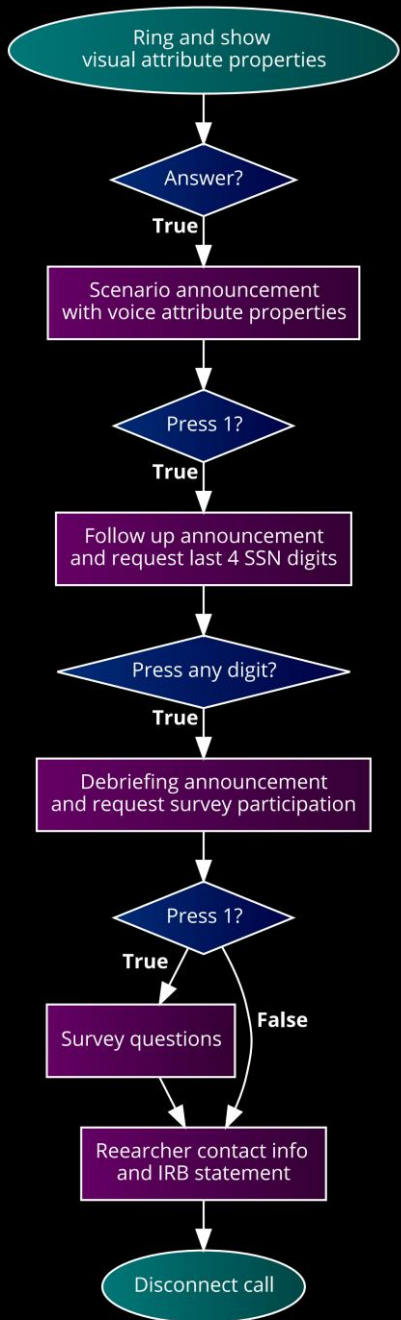 Ring and show
visual attribute properties
Answer?
True
Scenario announcement
with voice attribute properties
Press 1?
True
Follow up announcement
and request last 4 SSN digits
Press any digit?
True
Debriefing announcement
and request survey participation
Press 1?
True
False
Survey questions
Reearcher contact info
and IRB statement
Disconnect call